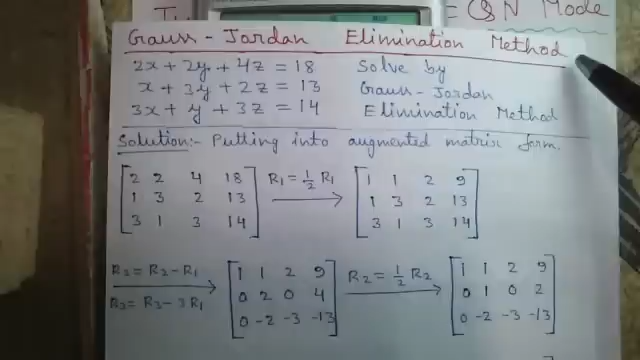 = EQN Mode
Gauss-Jordan Elimination Method
2x + 2y + 4z = 18 Solve by
x + 3y + 2z = 13 Gauss-Jordan
3x + y + 3z = 14 Elimination Method
Solution:- Putting into augmented matrix form.
2 2 4 18 R1 = 1/2 R1 1 1 2 9
1 3 2 13 1 3 2 13
3 1 3 14 3 1 3 14
R2 = R2 - R1 1 1 2 9 R2 = 1/2 R2 1 1 2 9
R3 = R3 - 3R1 0 2 0 4 0 1 0 2
0 -2 -3 -13 0 -2 -3 -13